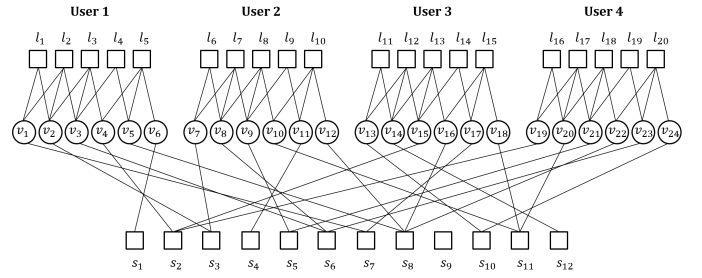 User 1 User 2 User 3 User 4
l₁ l₂ l₃ l₄ l₅ l₆ l₇ l₈ l₉ l₁₀ l₁₁ l₁₂ l₁₃ l₁₄ l₁₅ l₁₆ l₁₇ l₁₈ l₁₉ l₂₀
v₁ v₂ v₃ v₄ v₅ v₆ v₇ v₈ v₉ v₁₀ v₁₁ v₁₂ v₁₃ v₁₄ v₁₅ v₁₆ v₁₇ v₁₈ v₁₉ v₂₀ v₂₁ v₂₂ v₂₃ v₂₄
s₁ s₂ s₃ s₄ s₅ s₆ s₇ s₈ s₉ s₁₀ s₁₁ s₁₂